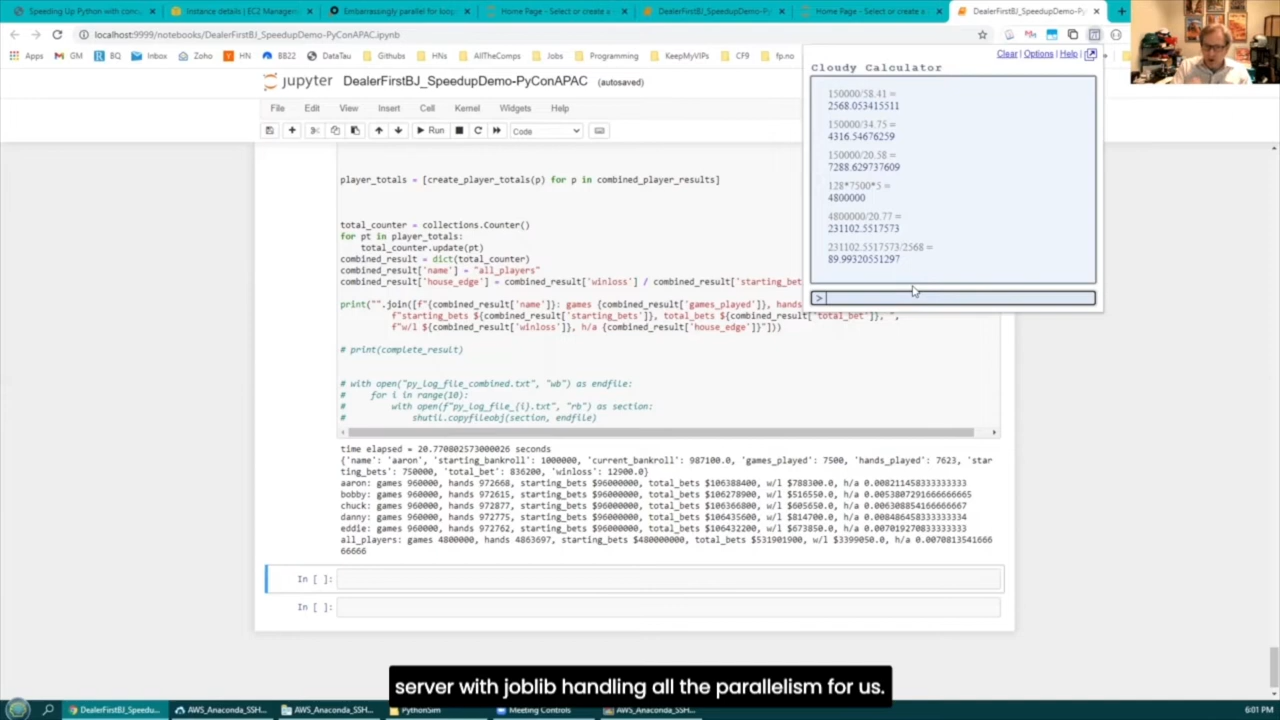 Speeding Up Python with conc...
Instance details | EC2 Manage
Embarrassingly parallel for loop
Home Page - Select or create a
DealerFirstBJ_SpeedupDemo-Py
Home Page - Select or create a
DealerFirstBJ_SpeedupDemo-Py
localhost:9999/notebooks/DealerFirstBJ_SpeedupDemo-PyConAPAC.ipynb
Apps
GM
BQ
Inbox
Zoho
HN
BB22
DataTau
Githubs
HNs
AllTheComps
Jobs
Programming
KeepMyVIPs
CF9
fp.no
Clear | Options | Help |
Cloudy Calculator
150000/58.41 =
2568.053415511
150000/34.75 =
4316.54676259
150000/20.58 =
7288.629737609
128*7500*5 =
4800000
4800000/20.77 =
231102.5517573
231102.5517573/2568 =
89.99320551297
>
jupyter DealerFirstBJ_SpeedupDemo-PyConAPAC (autosaved)
File Edit View Insert Cell Kernel Widgets Help
Run
Code
player_totals = [create_player_totals(p) for p in combined_player_results]
total_counter = collections.Counter()
for pt in player_totals:
total_counter.update(pt)
combined_result = dict(total_counter)
combined_result['name'] = "all_players"
combined_result['house_edge'] = combined_result['winloss'] / combined_result['starting_bet
print("".join([f"{combined_result['name']}: games {combined_result['games_played']}, hands
f"starting_bets ${combined_result['starting_bets']}, total_bets ${combined_result['total_bet']}, ",
f"w/l ${combined_result['winloss']}, h/a {combined_result['house_edge']}"]))
# print(complete_result)
# with open("py_log_file_combined.txt", "wb") as endfile:
# for i in range(10):
# with open(f"py_log_file_{i}.txt", "rb") as section:
# shutil.copyfileobj(section, endfile)
time elapsed = 20.770802573000026 seconds
{'name': 'aaron', 'starting_bankroll': 1000000, 'current_bankroll': 987100.0, 'games_played': 7500, 'hands_played': 7623, 'star
ting_bets': 750000, 'total_bet': 836200, 'winloss': 12900.0}
aaron: games 960000, hands 972668, starting_bets $96000000, total_bets $106388400, w/l $788300.0, h/a 0.008211458333333333
bobby: games 960000, hands 972615, starting_bets $96000000, total_bets $106278900, w/l $516550.0, h/a 0.0053807291666666665
chuck: games 960000, hands 972877, starting_bets $96000000, total_bets $106366800, w/l $605650.0, h/a 0.006308854166666667
danny: games 960000, hands 972775, starting_bets $96000000, total_bets $106435600, w/l $814700.0, h/a 0.008486458333333334
eddie: games 960000, hands 972762, starting_bets $96000000, total_bets $106432200, w/l $673850.0, h/a 0.007019270833333333
all_players: games 4800000, hands 4863697, starting_bets $480000000, total_bets $531901900, w/l $3399050.0, h/a 0.0070813541666
66666
In [ ]:
In [ ]:
server with joblib handling all the parallelism for us.
DealerFirstBJ_Speedu...
AWS_Anaconda_SSH...
AWS_Anaconda_SSH...
PythonSim
Meeting Controls
AWS_Anaconda_SSH...
6:01 PM